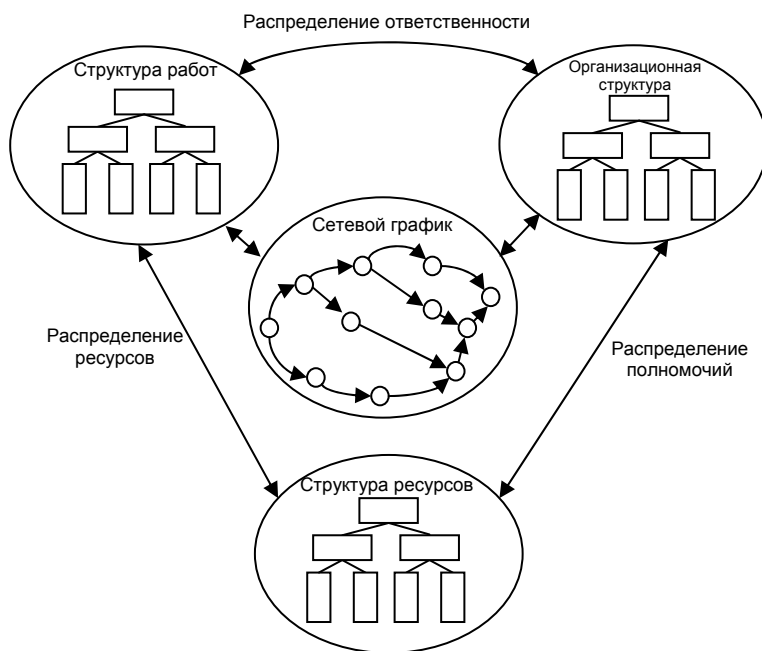 Распределение ответственности
Структура работ
Организационная
структура
Сетевой график
Распределение
ресурсов
Распределение
полномочий
Структура ресурсов